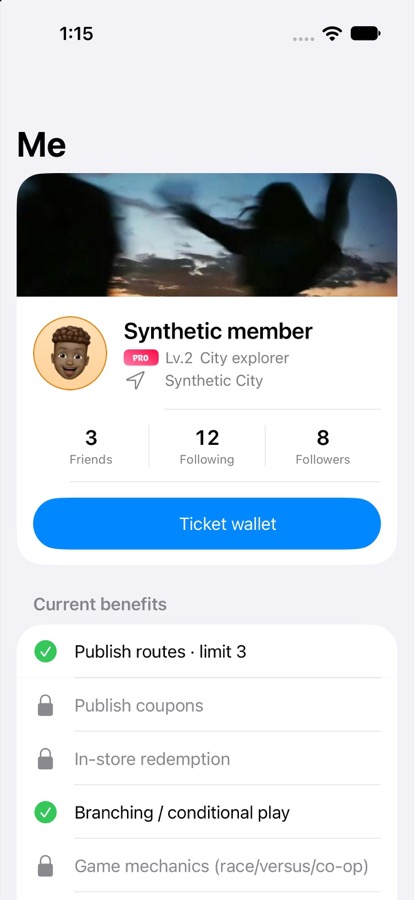 1:15
Me
Synthetic member
PRO Lv.2 City explorer
Synthetic City
3 12 8
Friends Following Followers
Ticket wallet
Current benefits
Publish routes · limit 3
Publish coupons
In-store redemption
Branching / conditional play
Game mechanics (race/versus/co-op)